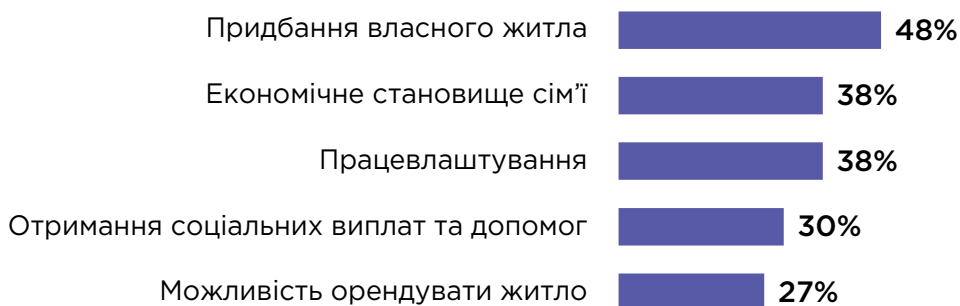 Придбання власного житла 48%
Економічне становище сім’ї 38%
Працевлаштування 38%
Отримання соціальних виплат та допомог 30%
Можливість орендувати житло 27%